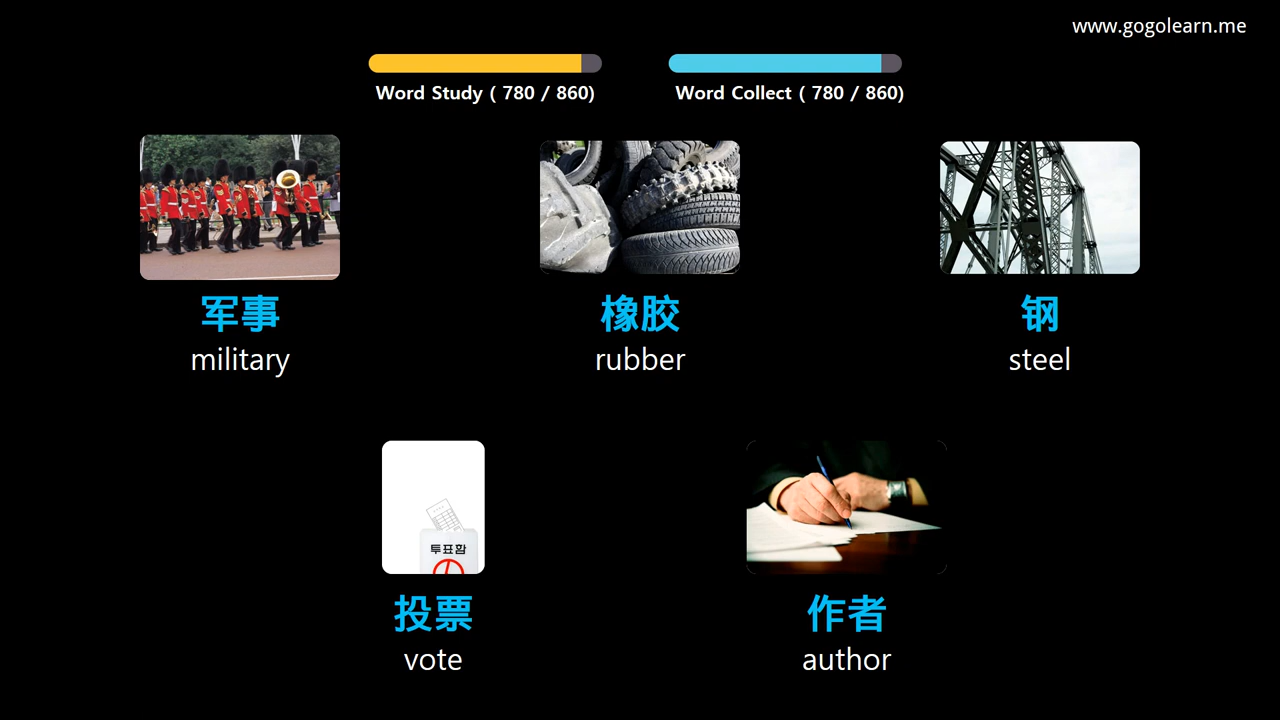 www.gogolearn.me
Word Study ( 780 / 860)
Word Collect ( 780 / 860)
军事
military
橡胶
rubber
钢
steel
투표함
投票
vote
作者
author